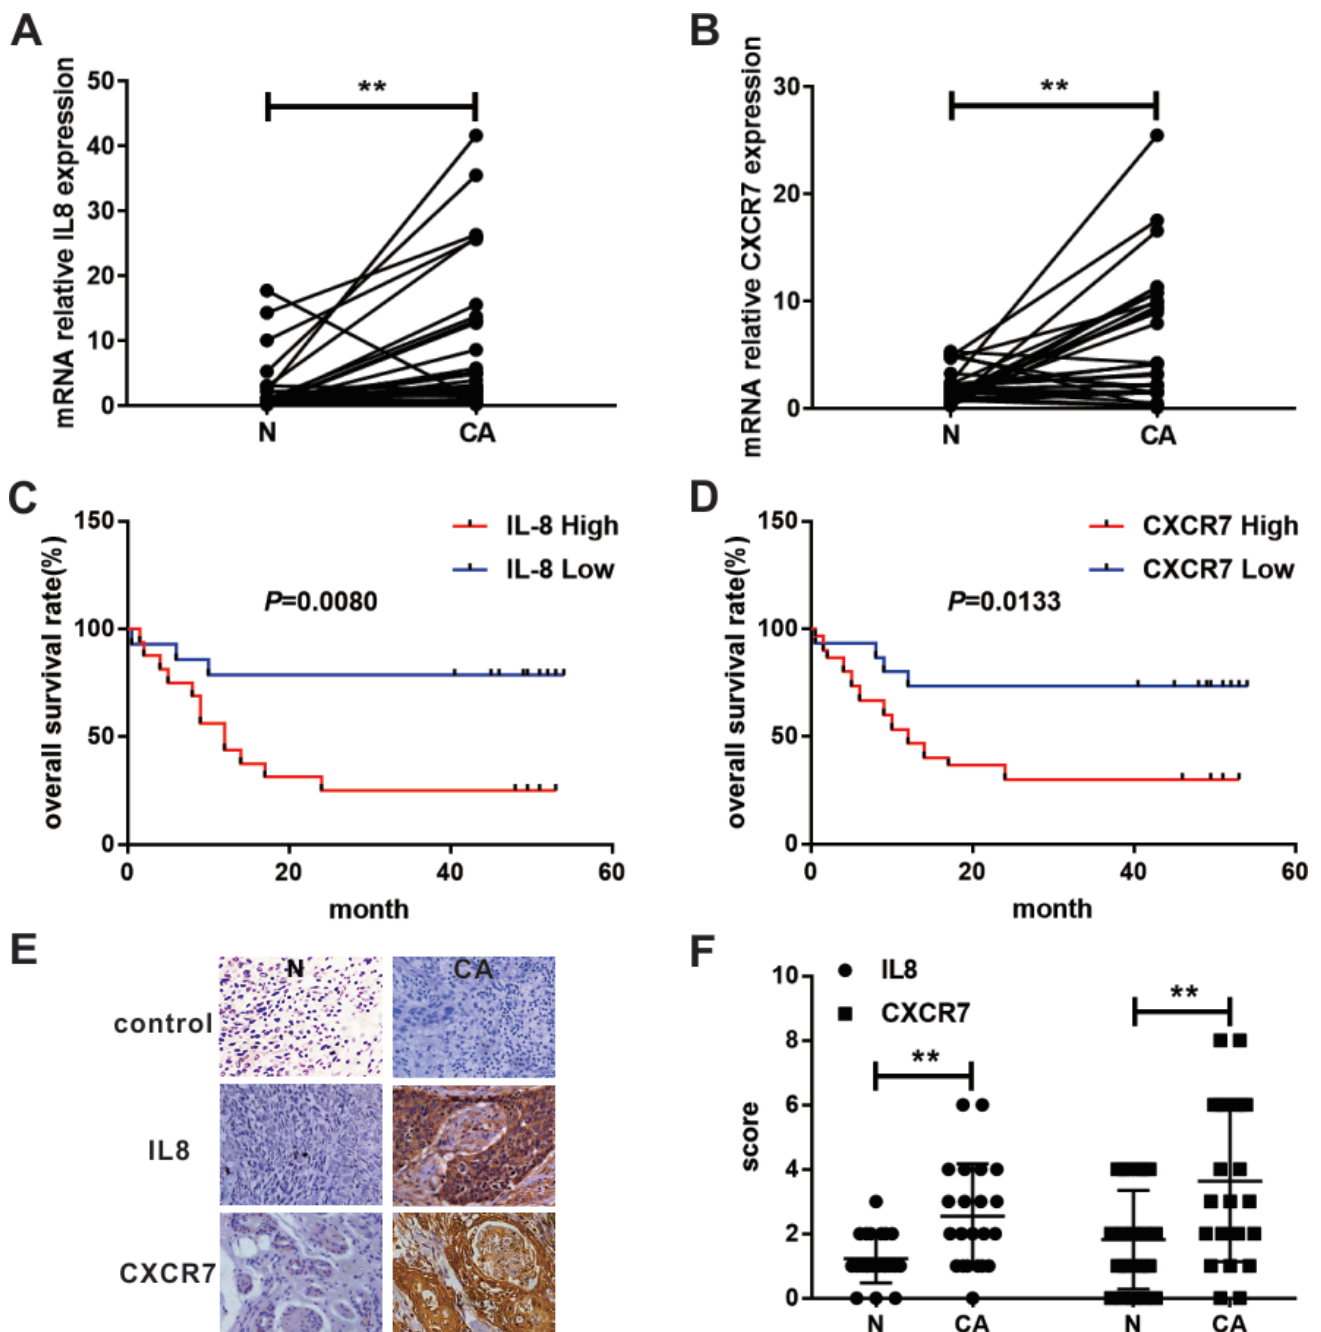 A
mRNA relative IL8 expression
50
40
30
20
10
0
**
N
CA
B
mRNA relative CXCR7 expression
30
20
10
0
**
N
CA
C
overall survival rate(%)
150
100
50
0
IL-8 High
IL-8 Low
P=0.0080
0
20
40
60
month
D
overall survival rate(%)
150
100
50
0
CXCR7 High
CXCR7 Low
P=0.0133
0
20
40
60
month
E
N
CA
control
IL8
CXCR7
F
score
10
8
6
4
2
0
IL8
CXCR7
**
**
N
CA
N
CA